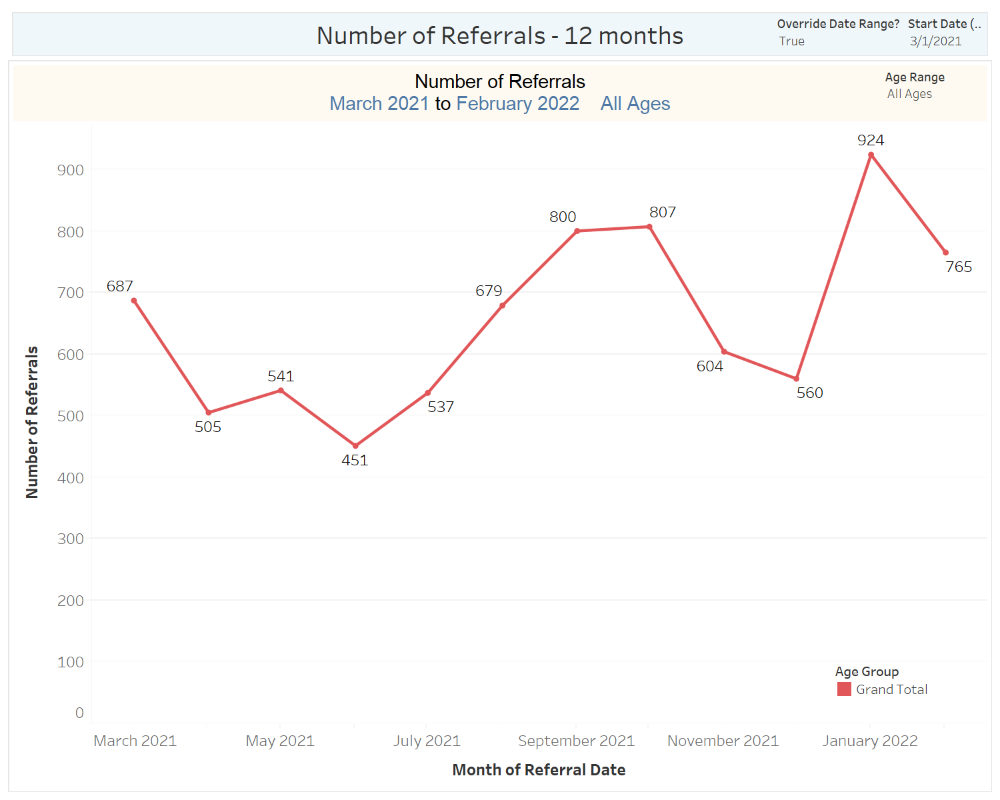 Number of Referrals - 12 months
Override Date Range? Start Date (..
True 3/1/2021
Number of Referrals
March 2021 to February 2022 All Ages
Age Range
All Ages
924
900
800
807
800
765
687
679
700
604
600
541
560
537
505
500
451
400
300
200
100
0
Number of Referrals
Age Group
Grand Total
March 2021 May 2021 July 2021 September 2021 November 2021 January 2022
Month of Referral Date